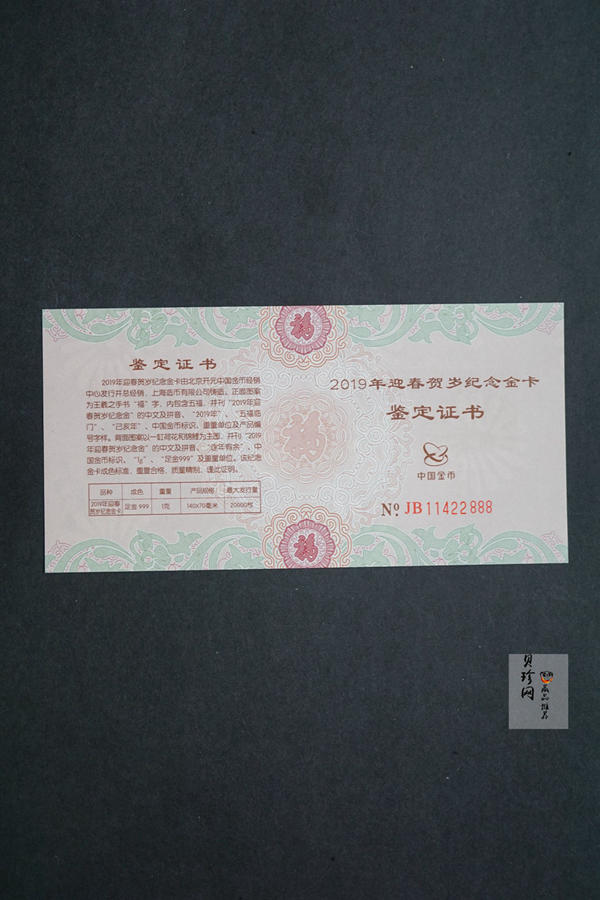 福
鉴定证书
2019年迎春贺岁纪念金卡由北京开元中国金币经销
中心发行并总经销，上海造币有限公司铸造。正面图案
为王羲之手书“福”字，内包含五福，并刊“2019年迎
春贺岁纪念金”的中文及拼音、“2019年”、“五福临
门”、“己亥年”、中国金币标识、重量单位及产品编
号字样。背面图案以一缸荷花和锦鲤为主图，并刊“2019
年迎春贺岁纪念金”的中文及拼音、“连年有余”、中
国金币标识、“1g”、“足金999”及重量单位。该纪念
金卡成色标准、重量合格、质量精制，谨此证明。
品种 成色 重量 产品规格 最大发行量
2019年迎春贺岁纪念金卡 足金 999 1克 140X70毫米
福
2019年迎春贺岁纪念金卡
鉴定证书
中国金币
№ JB11422888
福
贝珍网
藏品推荐